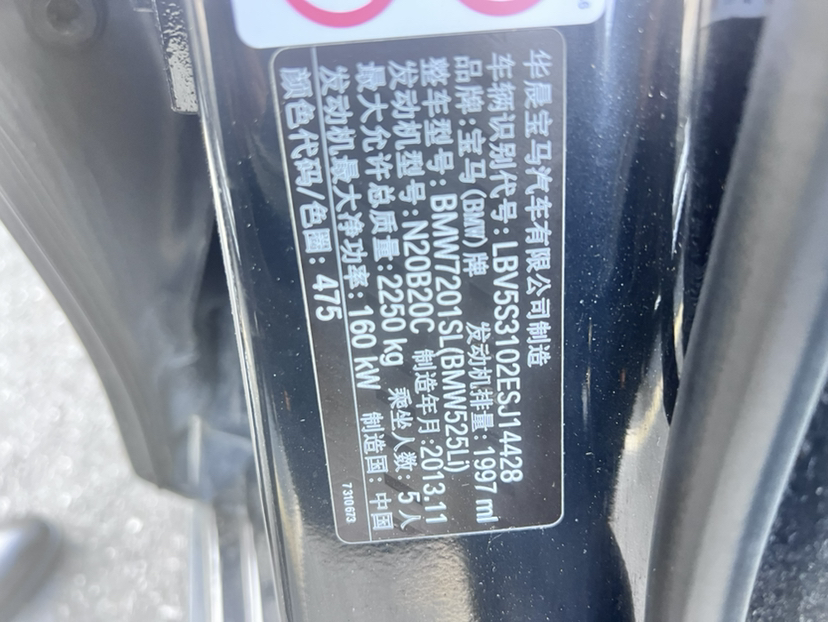 华晨宝马汽车有限公司制造
车辆识别代号：LBV5S3102ESJ14428
品牌：宝马(BMW)牌 发动机排量：1997 ml
整车型号：BMW7201SL(BMW525Li)
发动机型号：N20B20C 制造年月：2013.11
最大允许总质量：2250 kg 乘坐人数：5人
发动机最大净功率：160 kW 制造国：中国
颜色代码/色圈：475
7310673